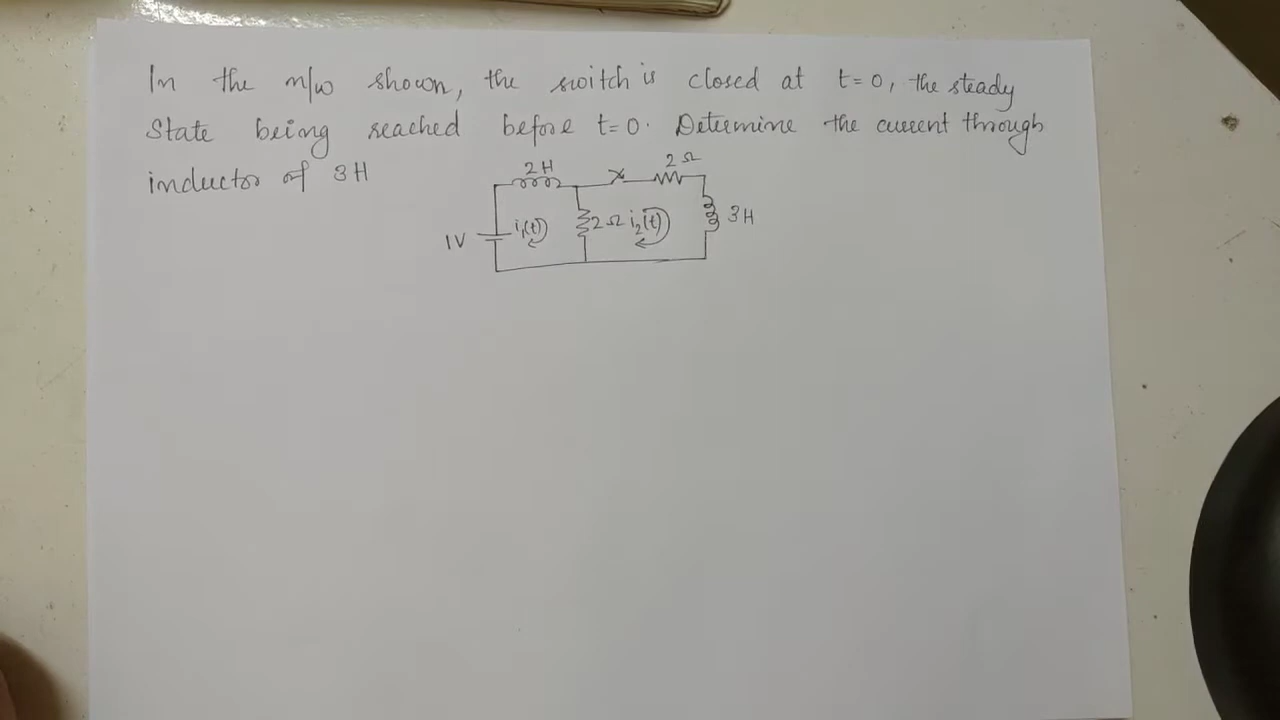 In the n/w shown, the switch is closed at t=0, the steady
State being reached before t=0. Determine the current through
inductor of 3H
2H
2Ω
1V
i₁(t)
2Ω
i₂(t)
3H